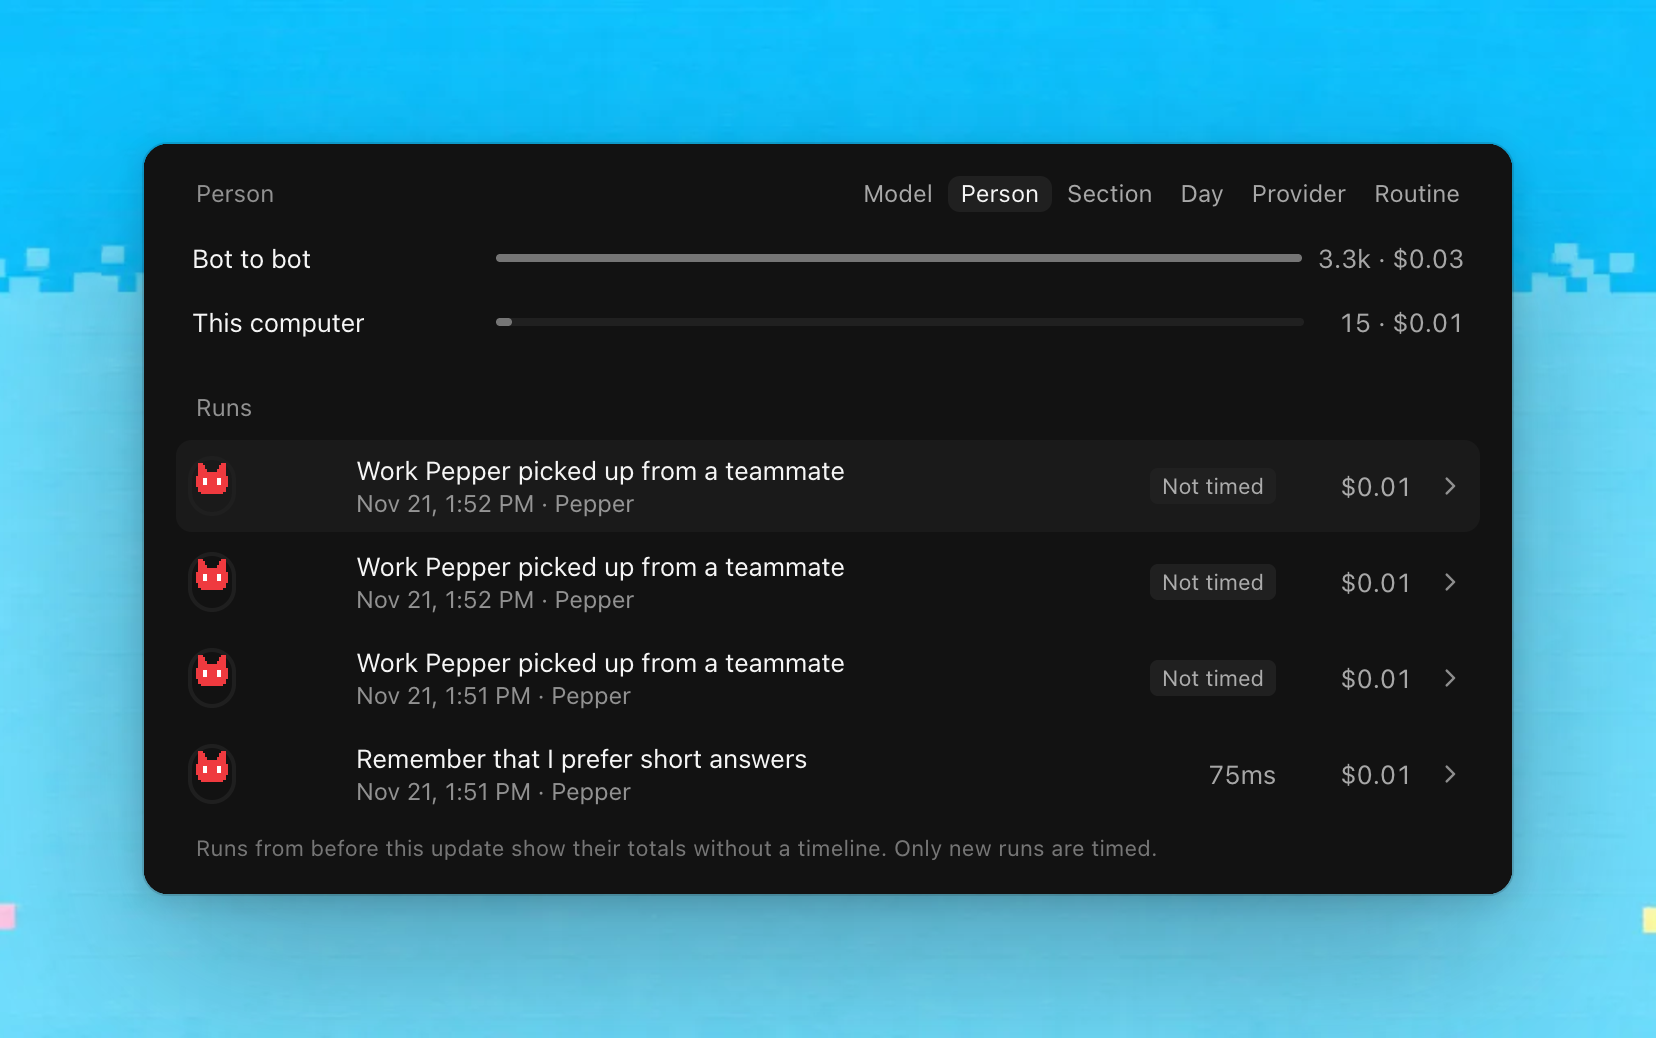 Person
Model Person Section Day Provider Routine
Bot to bot
3.3k · $0.03
This computer
15 · $0.01
Runs
Work Pepper picked up from a teammate
Nov 21, 1:52 PM · Pepper
Not timed
$0.01
Work Pepper picked up from a teammate
Nov 21, 1:52 PM · Pepper
Not timed
$0.01
Work Pepper picked up from a teammate
Nov 21, 1:51 PM · Pepper
Not timed
$0.01
Remember that I prefer short answers
Nov 21, 1:51 PM · Pepper
75ms
$0.01
Runs from before this update show their totals without a timeline. Only new runs are timed.